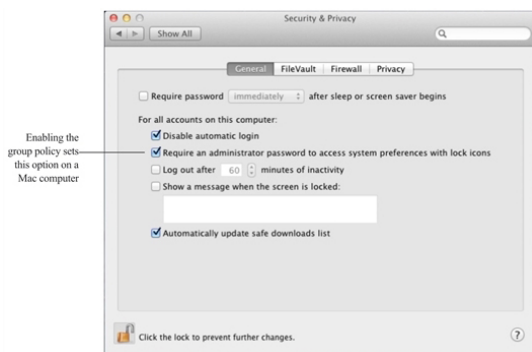 Security & Privacy
Show All
General FileVault Firewall Privacy
Require password immediately after sleep or screen saver begins
For all accounts on this computer:
Disable automatic login
Enabling the
group policy sets
this option on a
Mac computer
Require an administrator password to access system preferences with lock icons
Log out after 60 minutes of inactivity
Show a message when the screen is locked:
Automatically update safe downloads list
Click the lock to prevent further changes.
?